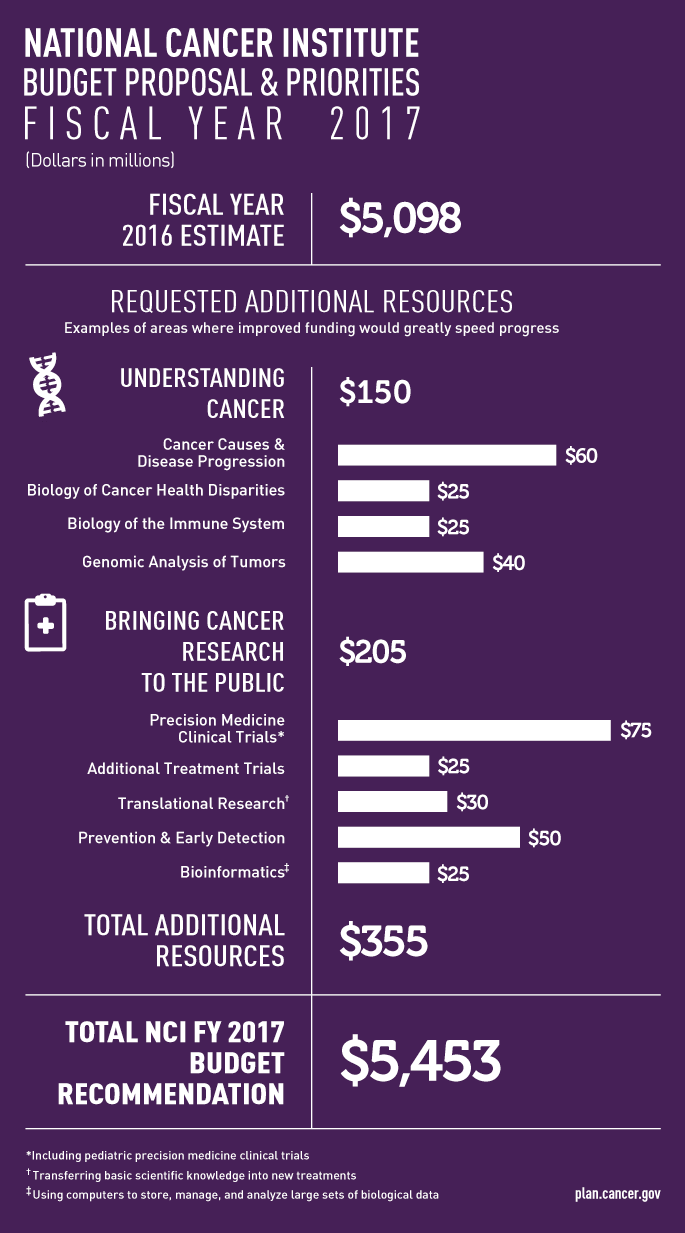 NATIONAL CANCER INSTITUTE
BUDGET PROPOSAL & PRIORITIES
FISCAL YEAR 2017
(Dollars in millions)
FISCAL YEAR
2016 ESTIMATE
$5,098
REQUESTED ADDITIONAL RESOURCES
Examples of areas where improved funding would greatly speed progress
UNDERSTANDING
CANCER
$150
Cancer Causes &
Disease Progression
$60
Biology of Cancer Health Disparities
$25
Biology of the Immune System
$25
Genomic Analysis of Tumors
$40
BRINGING CANCER
RESEARCH
TO THE PUBLIC
$205
Precision Medicine
Clinical Trials*
$75
Additional Treatment Trials
$25
Translational Research†
$30
Prevention & Early Detection
$50
Bioinformatics‡
$25
TOTAL ADDITIONAL
RESOURCES
$355
TOTAL NCI FY 2017
BUDGET
RECOMMENDATION
$5,453
*Including pediatric precision medicine clinical trials
†Transferring basic scientific knowledge into new treatments
‡Using computers to store, manage, and analyze large sets of biological data
plan.cancer.gov